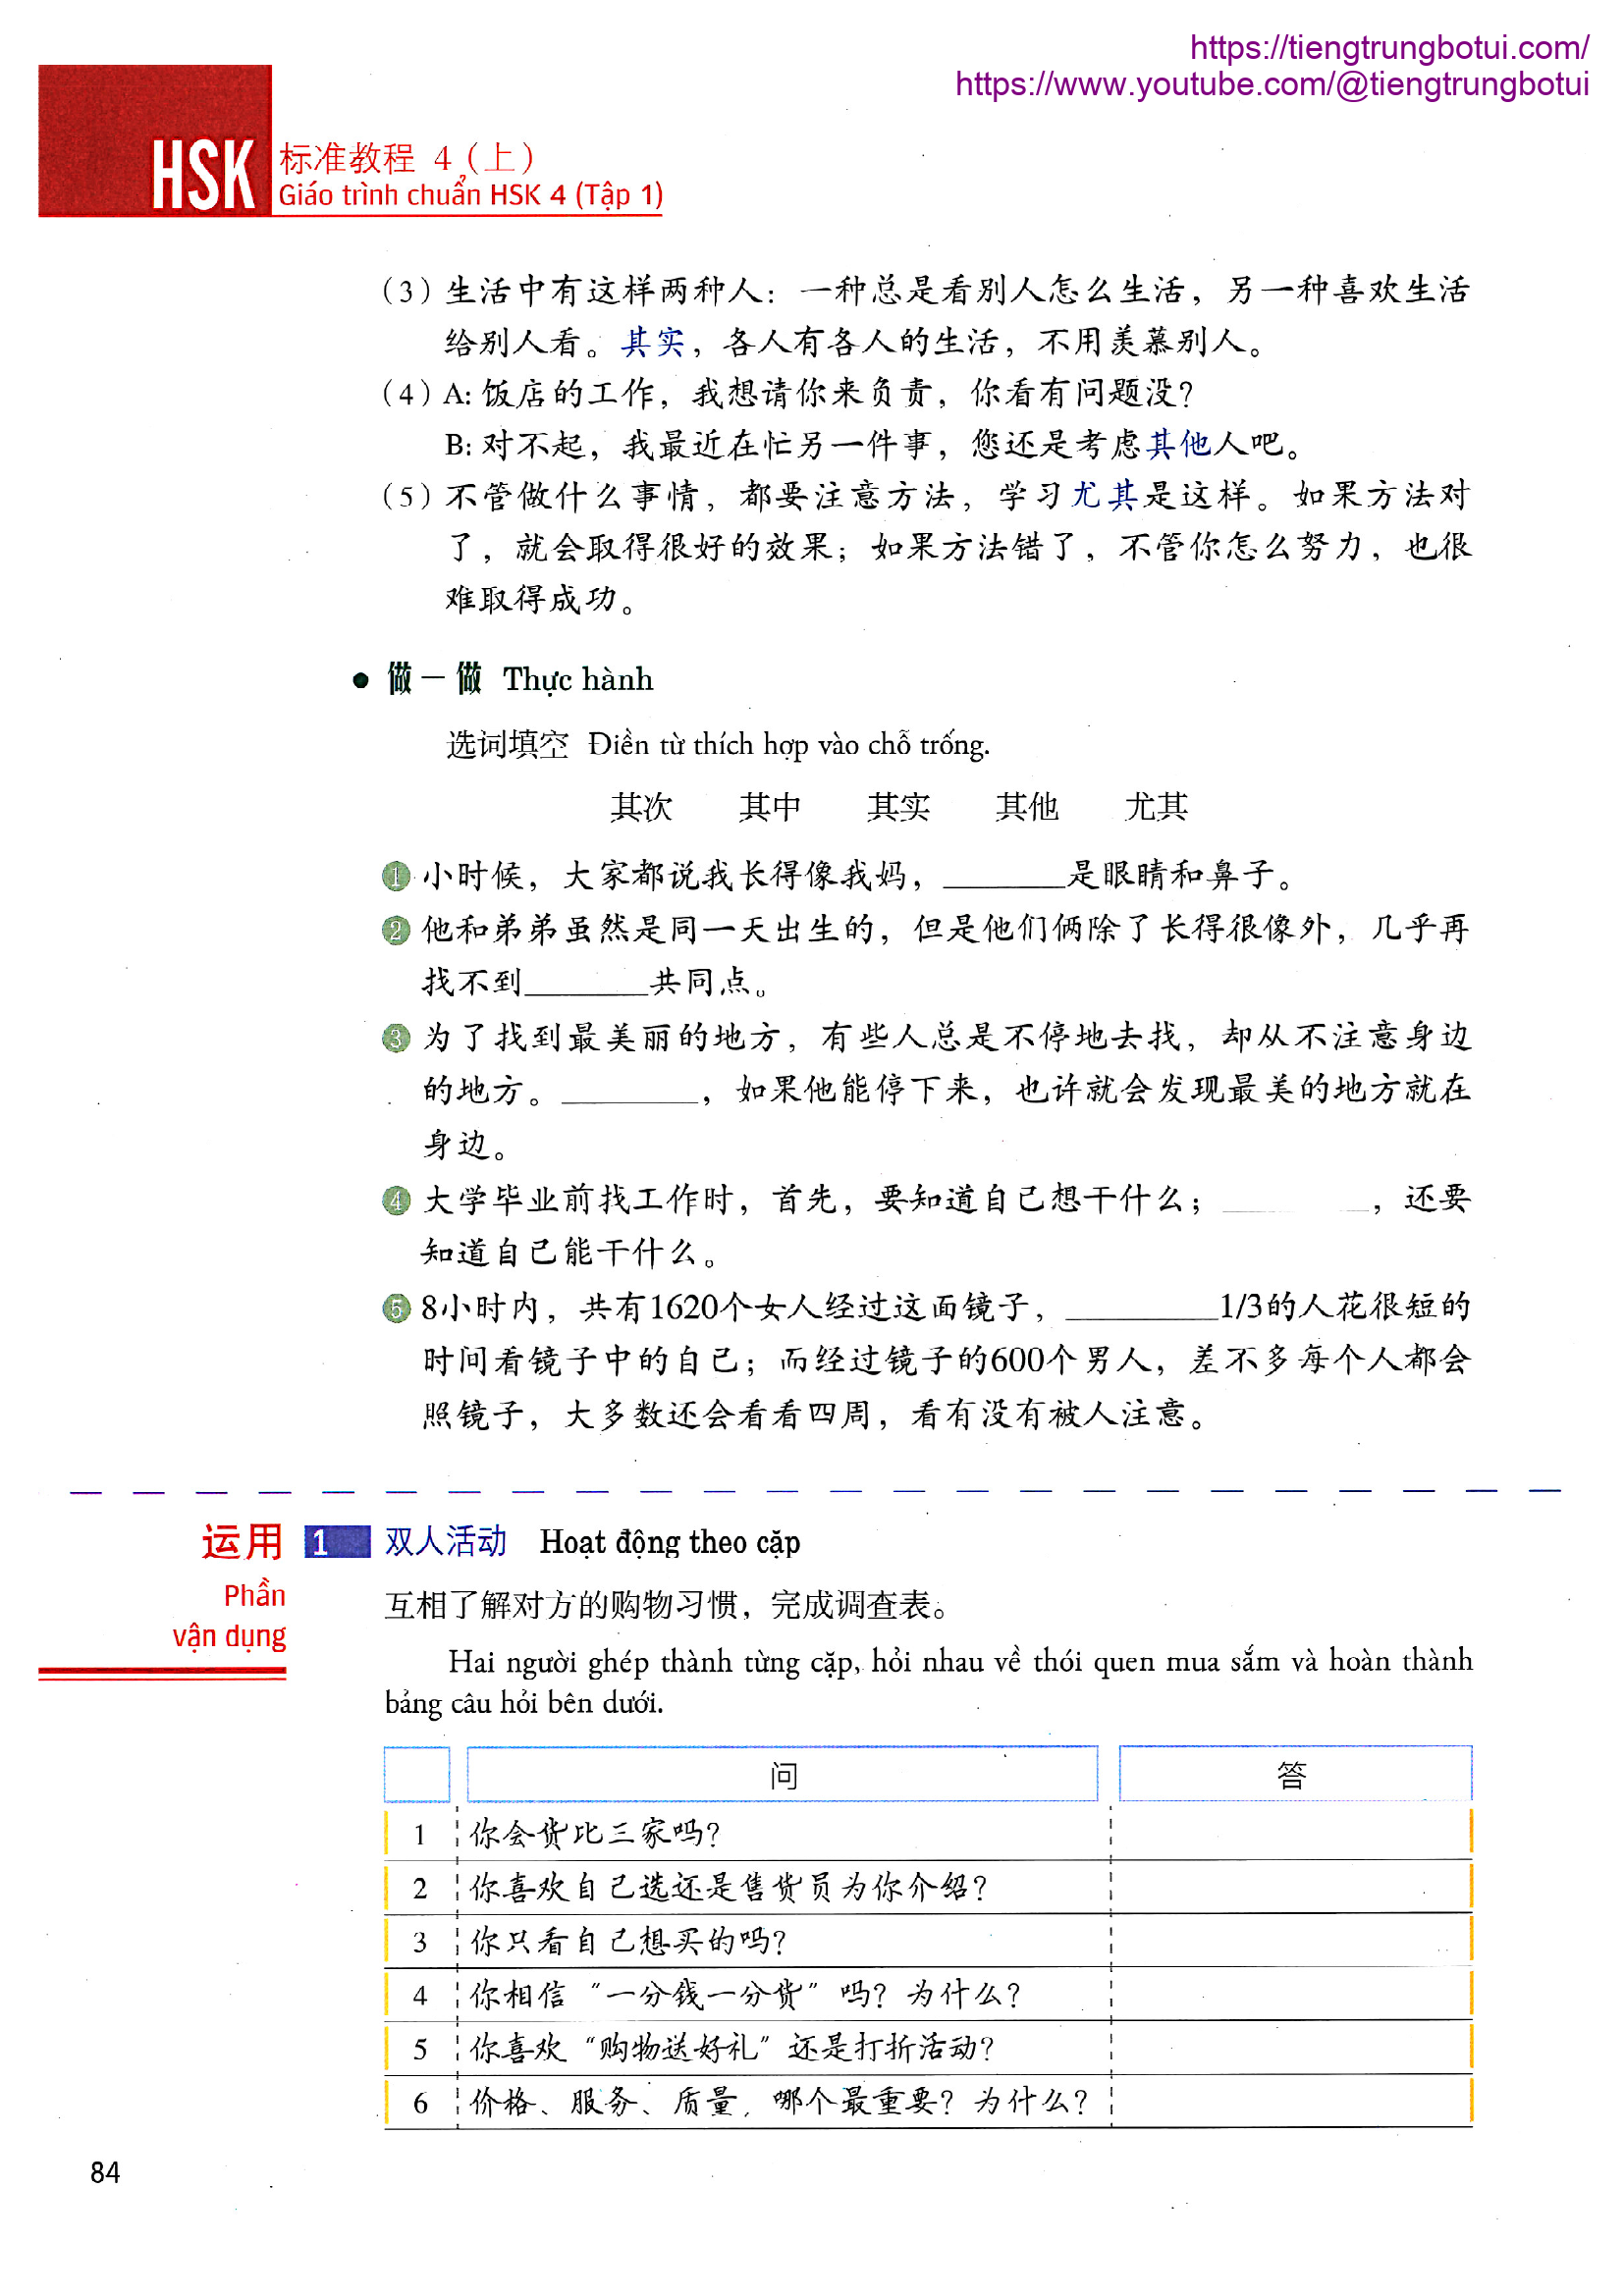 https://tiengtrungbotui.com/
https://www.youtube.com/@tiengtrungbotui
HSK 标准教程 4（上）
Giáo trình chuẩn HSK 4 (Tập 1)
（3）生活中有这样两种人：一种总是看别人怎么生活，另一种喜欢生活
给别人看。其实，各人有各人的生活，不用羡慕别人。
（4）A: 饭店的工作，我想请你来负责，你看有问题没？
B: 对不起，我最近在忙另一件事，您还是考虑其他人吧。
（5）不管做什么事情，都要注意方法，学习尤其是这样。如果方法对
了，就会取得很好的效果；如果方法错了，不管你怎么努力，也很
难取得成功。
● 做一做 Thực hành
选词填空 Điền từ thích hợp vào chỗ trống.
其次 其中 其实 其他 尤其
1 小时候，大家都说我长得像我妈，________是眼睛和鼻子。
2 他和弟弟虽然是同一天出生的，但是他们俩除了长得很像外，几乎再
找不到________共同点。
3 为了找到最美丽的地方，有些人总是不停地去找，却从不注意身边
的地方。________，如果他能停下来，也许就会发现最美的地方就在
身边。
4 大学毕业前找工作时，首先，要知道自己想干什么；________，还要
知道自己能干什么。
5 8小时内，共有1620个女人经过这面镜子，________1/3的人花很短的
时间看镜子中的自己；而经过镜子的600个男人，差不多每个人都会
照镜子，大多数还会看看四周，看有没有被人注意。
运用 1 双人活动 Hoạt động theo cặp
Phần
vận dụng
互相了解对方的购物习惯，完成调查表。
Hai người ghép thành từng cặp, hỏi nhau về thói quen mua sắm và hoàn thành
bảng câu hỏi bên dưới.
问 答
1 你会货比三家吗？
2 你喜欢自己选还是售货员为你介绍？
3 你只看自己想买的吗？
4 你相信“一分钱一分货”吗？为什么？
5 你喜欢“购物送好礼”还是打折活动？
6 价格、服务、质量，哪个最重要？为什么？
84